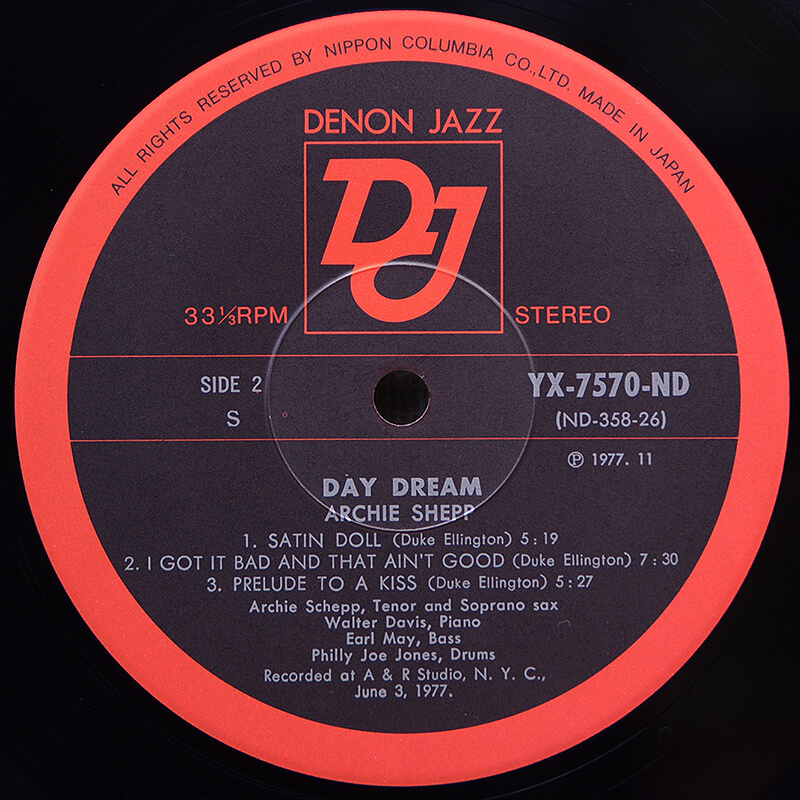 ALL RIGHTS RESERVED BY NIPPON COLUMBIA CO.,LTD. MADE IN JAPAN
DENON JAZZ
DJ
33⅓RPM
STEREO
SIDE 2
YX-7570-ND
S
(ND-358-26)
℗ 1977. 11
DAY DREAM
ARCHIE SHEPP
1. SATIN DOLL (Duke Ellington) 5:19
2. I GOT IT BAD AND THAT AIN'T GOOD (Duke Ellington) 7:30
3. PRELUDE TO A KISS (Duke Ellington) 5:27
Archie Schepp, Tenor and Soprano sax
Walter Davis, Piano
Earl May, Bass
Philly Joe Jones, Drums
Recorded at A & R Studio, N. Y. C.,
June 3, 1977.